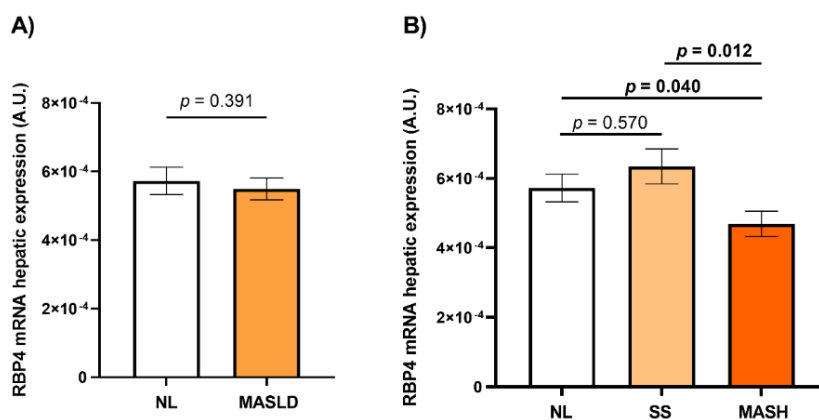 A)
RBP4 mRNA hepatic expression (A.U.)
8×10⁻⁴
6×10⁻⁴
4×10⁻⁴
2×10⁻⁴
0
p = 0.391
NL MASLD
B)
RBP4 mRNA hepatic expression (A.U.)
8×10⁻⁴
6×10⁻⁴
4×10⁻⁴
2×10⁻⁴
0
p = 0.012
p = 0.040
p = 0.570
NL SS MASH